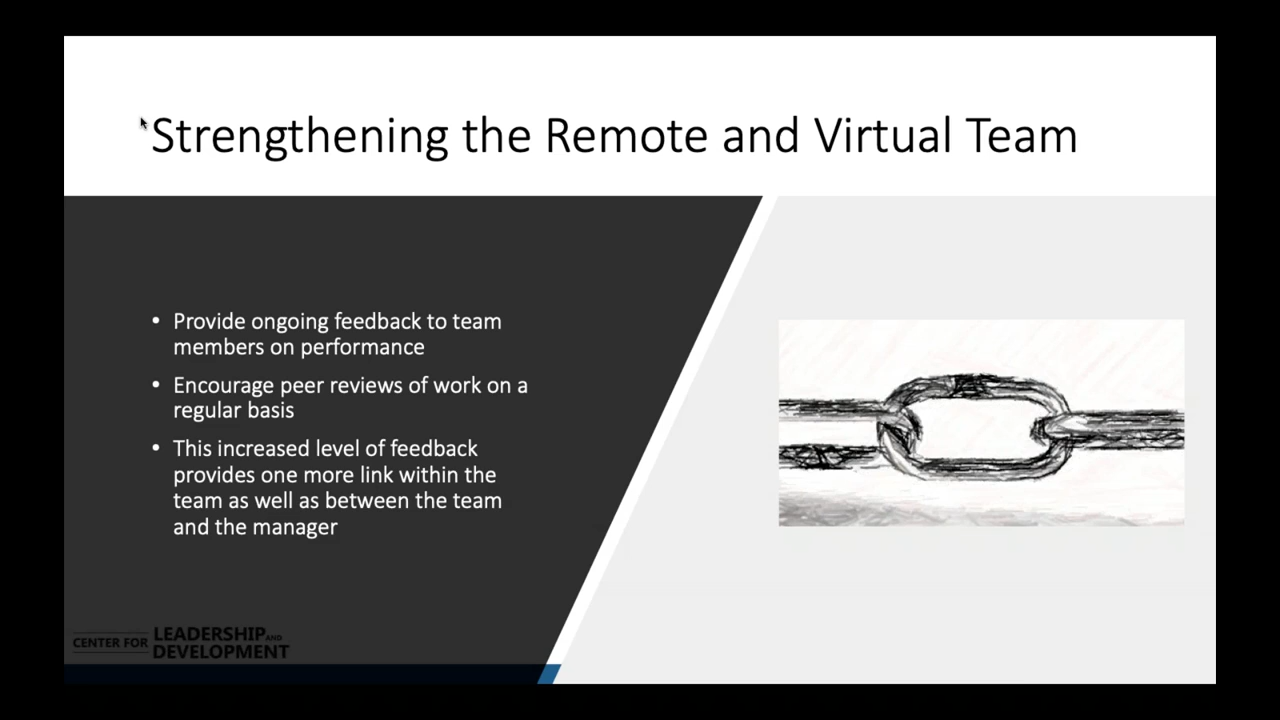 Strengthening the Remote and Virtual Team
• Provide ongoing feedback to team
members on performance
• Encourage peer reviews of work on a
regular basis
• This increased level of feedback
provides one more link within the
team as well as between the team
and the manager
CENTER FOR LEADERSHIP AND
DEVELOPMENT